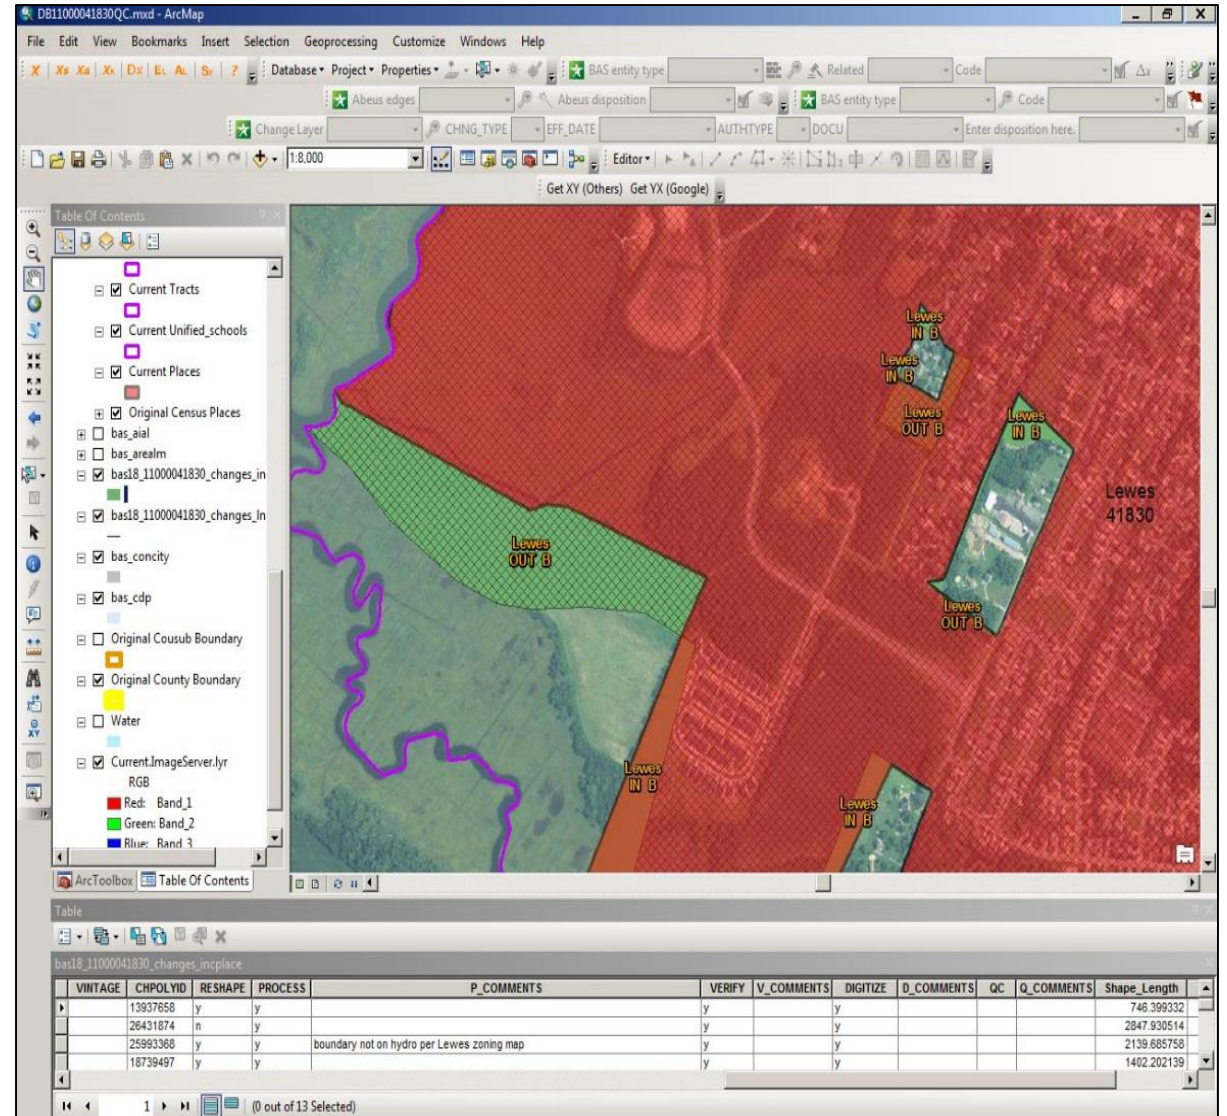 DB11000041830QC.mxd - ArcMap
File Edit View Bookmarks Insert Selection Geoprocessing Customize Windows Help
Database Project Properties BAS entity type Related Code
Abeus edges Abeus disposition BAS entity type Code
Change Layer CHNG_TYPE EFF_DATE AUTHTYPE DOCU Enter disposition here.
1:8,000 Editor
Get XY (Others) Get YX (Google)
Table Of Contents
Current Tracts
Current Unified_schools
Current Places
Original Census Places
bas_aial
bas_arealm
bas18_11000041830_changes_in
bas18_11000041830_changes_ln
bas_concity
bas_cdp
Original Cousub Boundary
Original County Boundary
Water
Current.ImageServer.lyr
RGB
Red: Band_1
Green: Band_2
Blue: Band_3
ArcToolbox Table Of Contents
Lewes
IN B
Lewes
IN B
Lewes
OUT B
Lewes
IN B
Lewes
41830
Lewes
OUT B
Lewes
OUT B
Lewes
IN B
Lewes
IN B
Table
bas18_11000041830_changes_incplace
VINTAGE CHPOLYID RESHAPE PROCESS P_COMMENTS VERIFY V_COMMENTS DIGITIZE D_COMMENTS QC Q_COMMENTS Shape_Length
13937658 y y y y 746.399332
26431874 n y y y 2847.930514
25993368 y y boundary not on hydro per Lewes zoning map y y 2139.685758
18739497 y y y y 1402.202139
1 (0 out of 13 Selected)